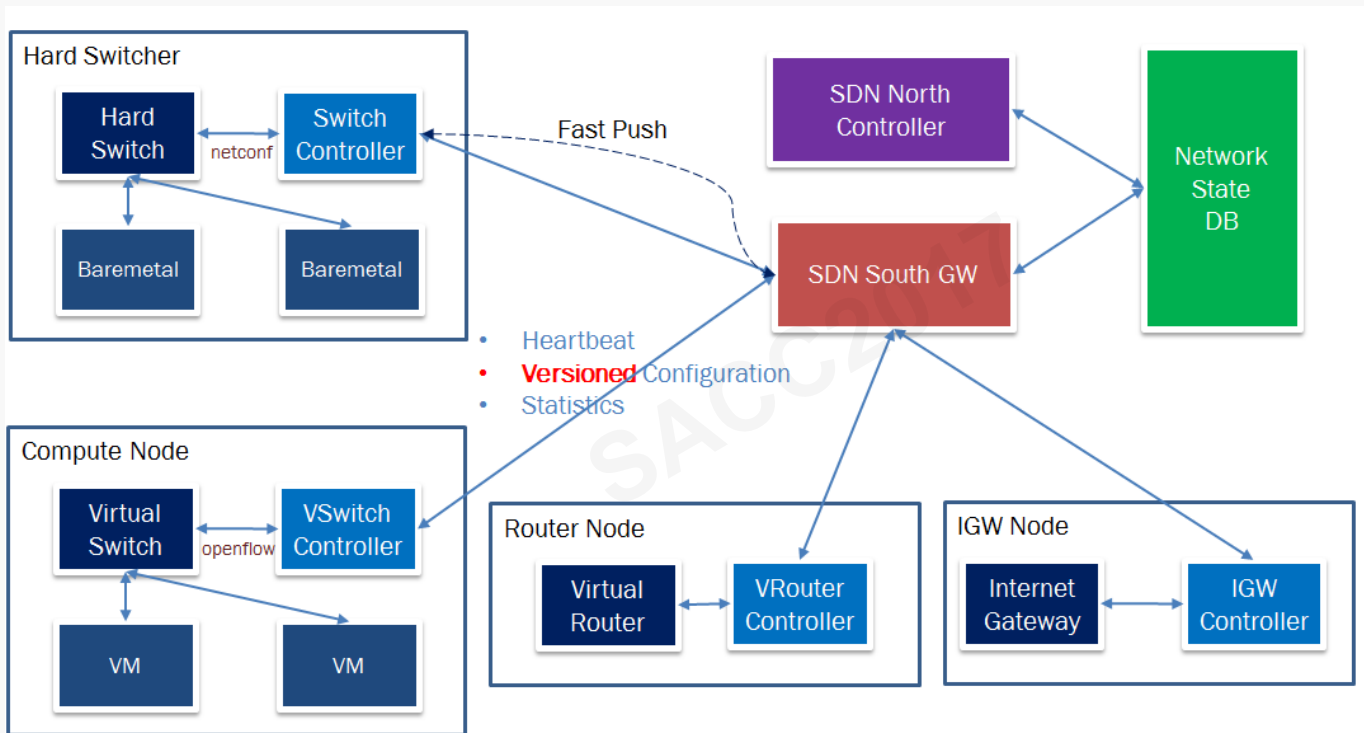 Hard Switcher
Hard
Switch
netconf
Switch
Controller
Baremetal
Baremetal
Fast Push
SDN North
Controller
Network
State
DB
SDN South GW
• Heartbeat
• Versioned Configuration
• Statistics
SACC2017
Compute Node
Virtual
Switch
openflow
VSwitch
Controller
VM
VM
Router Node
Virtual
Router
VRouter
Controller
IGW Node
Internet
Gateway
IGW
Controller